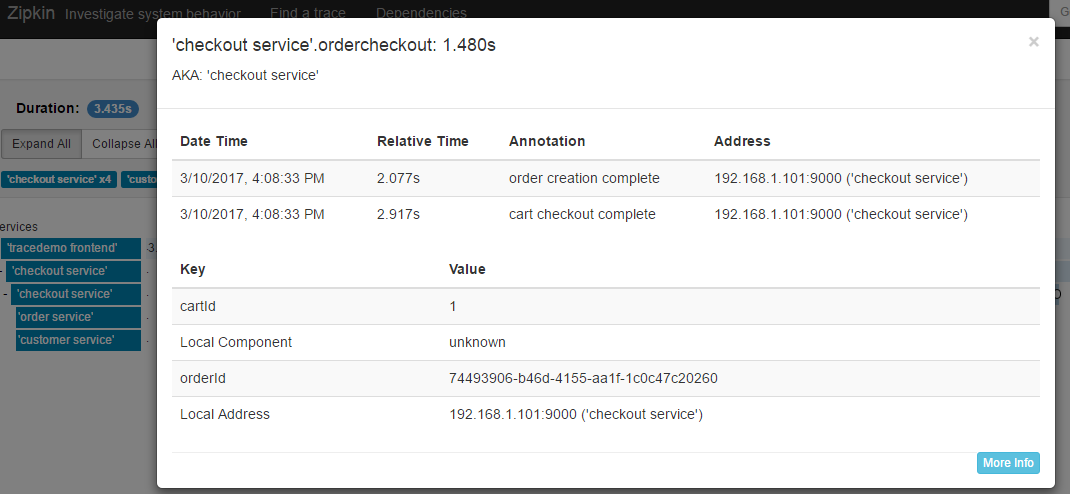 Zipkin Investigate system behavior Find a trace Dependencies G
'checkout service'.ordercheckout: 1.480s ×
AKA: 'checkout service'
Duration: 3.435s
Expand All Collapse All
'checkout service' x4 'custo
ervices
'tracedemo frontend' -3.
- 'checkout service' .
- 'checkout service' .
'order service' .
'customer service' .
Date Time Relative Time Annotation Address
3/10/2017, 4:08:33 PM 2.077s order creation complete 192.168.1.101:9000 ('checkout service')
3/10/2017, 4:08:33 PM 2.917s cart checkout complete 192.168.1.101:9000 ('checkout service')
Key Value
cartId 1
Local Component unknown
orderId 74493906-b46d-4155-aa1f-1c0c47c20260
Local Address 192.168.1.101:9000 ('checkout service')
More Info